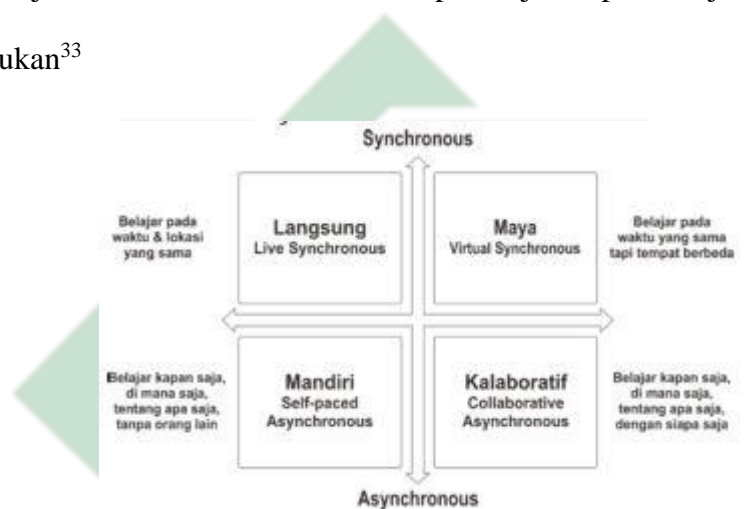 ukan33
Synchronous
Belajar pada
waktu & lokasi
yang sama
Langsung
Live Synchronous
Maya
Virtual Synchronous
Belajar pada
waktu yang sama
tapi tempat berbeda
Belajar kapan saja,
di mana saja,
tentang apa saja,
tanpa orang lain
Mandiri
Self-paced
Asynchronous
Kalaboratif
Collaborative
Asynchronous
Belajar kapan saja,
di mana saja,
tentang apa saja,
dengan siapa saja
Asynchronous